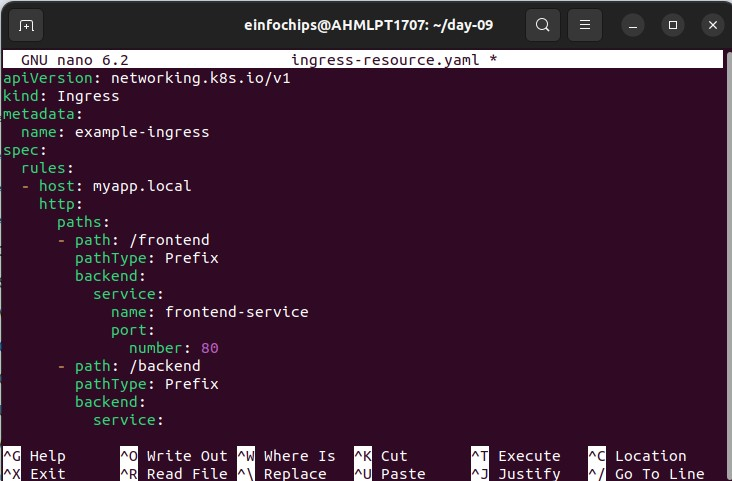 einfochips@AHMLPT1707: ~/day-09
GNU nano 6.2 ingress-resource.yaml *
apiVersion: networking.k8s.io/v1
kind: Ingress
metadata:
  name: example-ingress
spec:
  rules:
  - host: myapp.local
    http:
      paths:
      - path: /frontend
        pathType: Prefix
        backend:
          service:
            name: frontend-service
            port:
              number: 80
      - path: /backend
        pathType: Prefix
        backend:
          service:
^G Help ^O Write Out ^W Where Is ^K Cut ^T Execute ^C Location
^X Exit ^R Read File ^\ Replace ^U Paste ^J Justify ^/ Go To Line